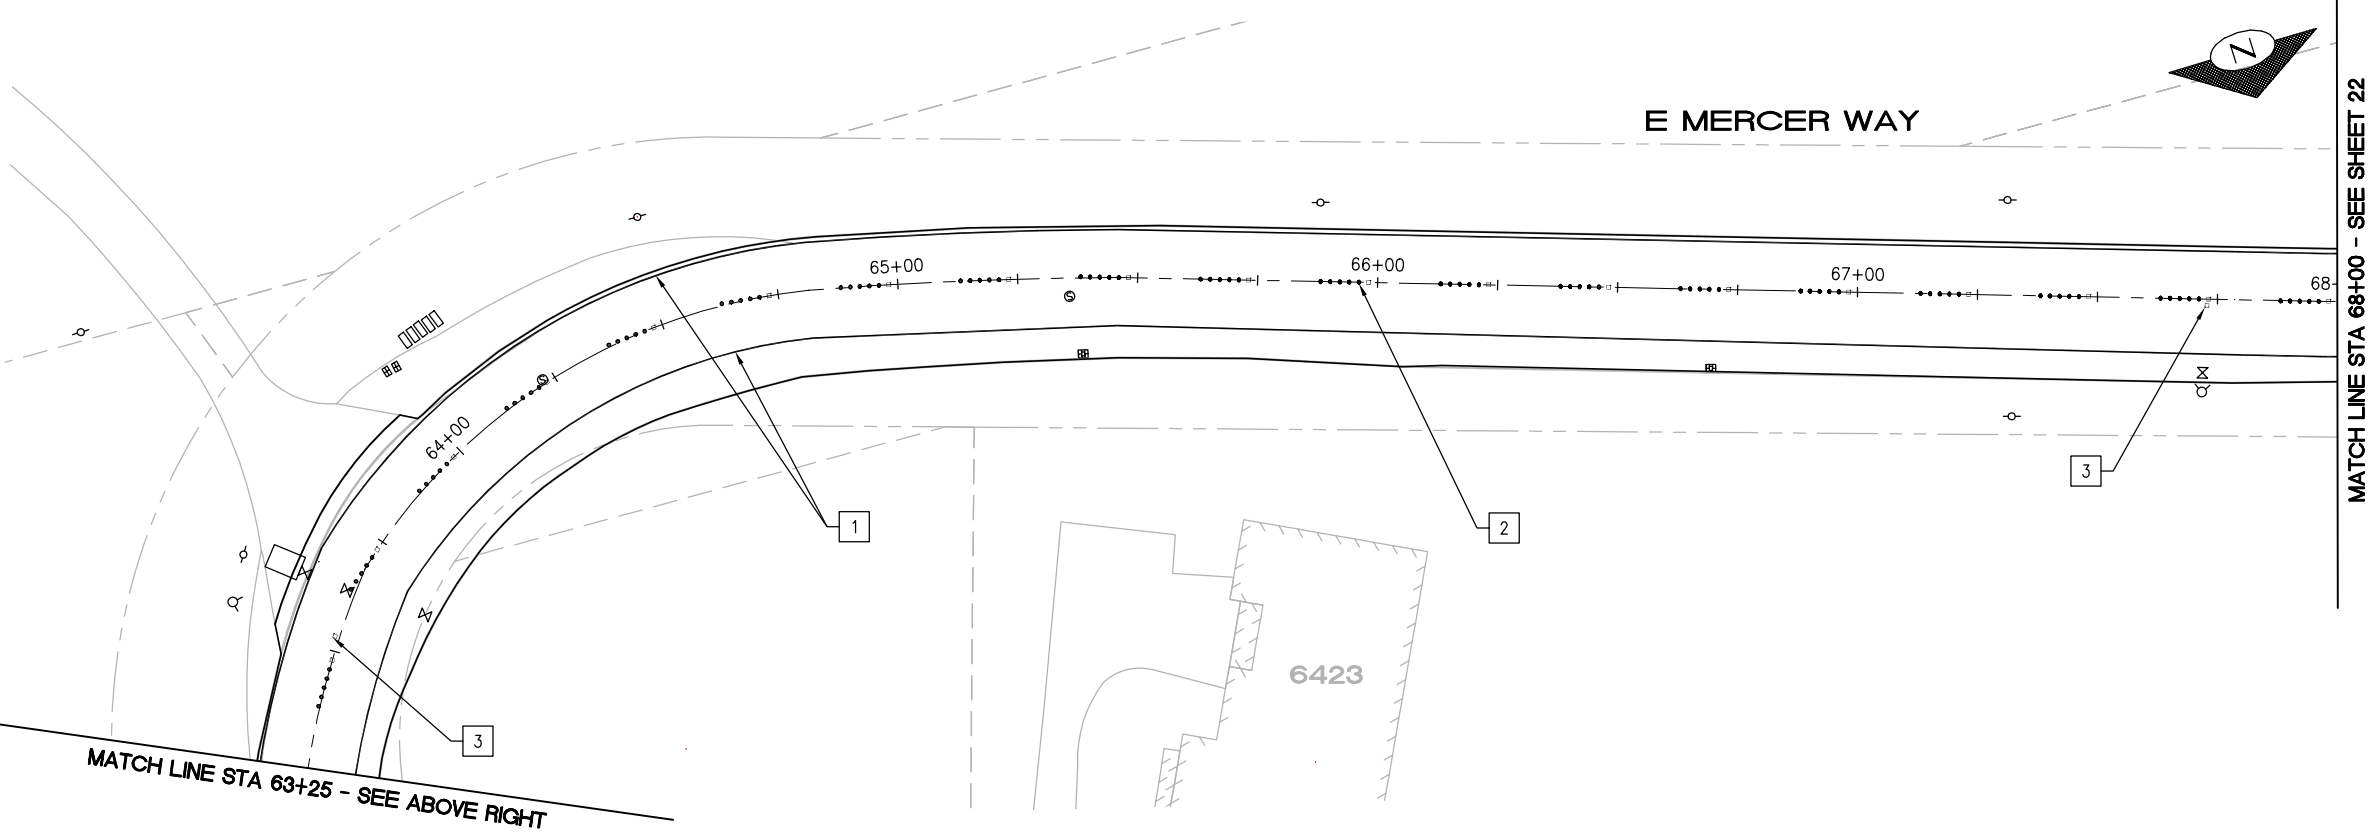 N
E MERCER WAY
MATCH LINE STA 68+00 - SEE SHEET 22
65+00
66+00
67+00
68-
64+00
S
S
1
2
3
3
6423
MATCH LINE STA 63+25 - SEE ABOVE RIGHT